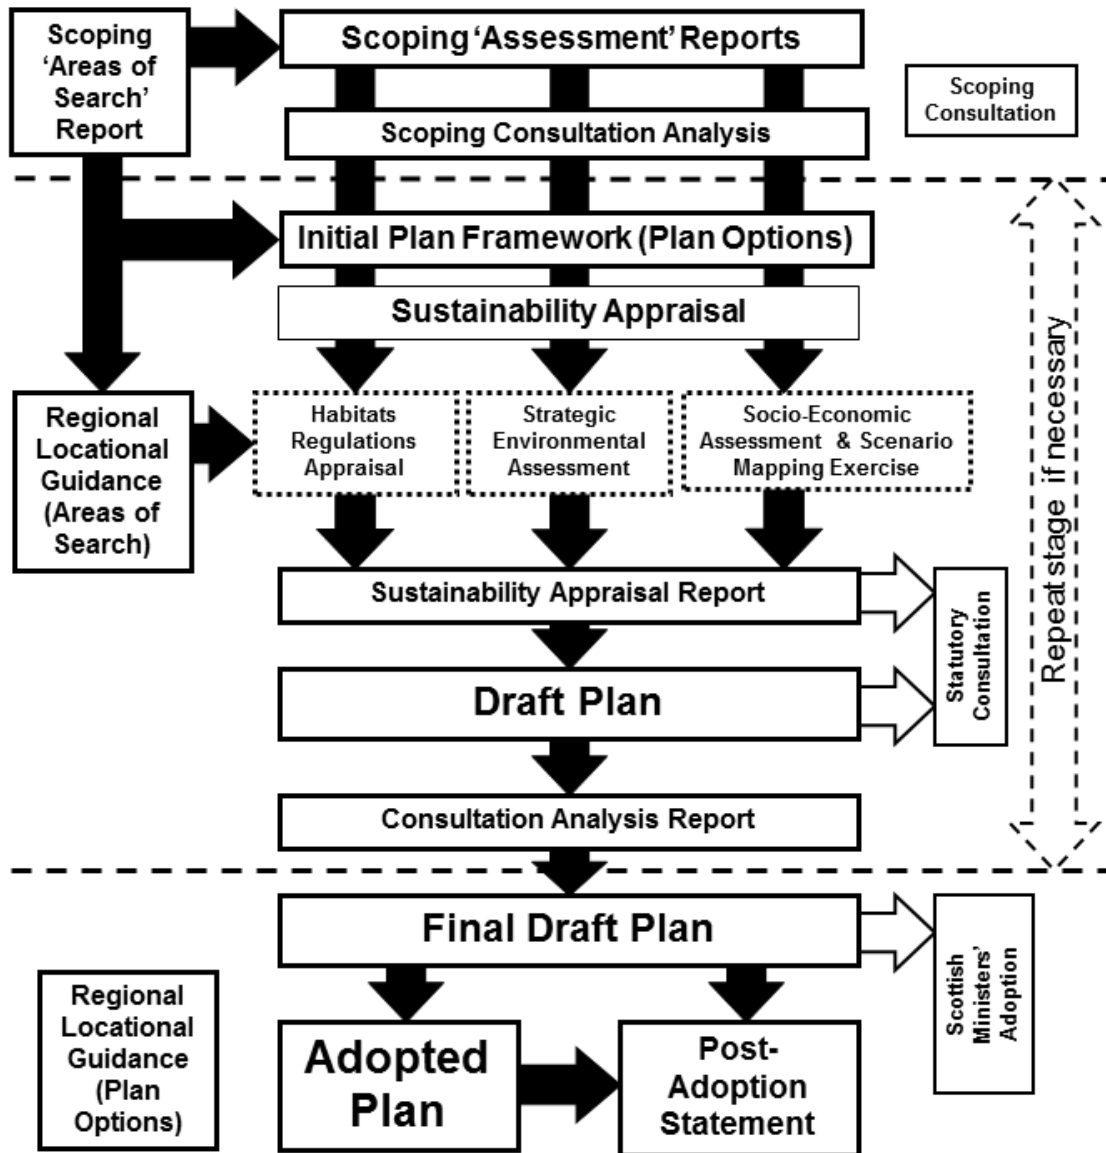 Scoping
‘Areas of
Search’
Report
Scoping ‘Assessment’ Reports
Scoping
Consultation
Scoping Consultation Analysis
Initial Plan Framework (Plan Options)
Sustainability Appraisal
Regional
Locational
Guidance
(Areas of
Search)
Habitats
Regulations
Appraisal
Strategic
Environmental
Assessment
Socio-Economic
Assessment & Scenario
Mapping Exercise
Repeat stage if necessary
Sustainability Appraisal Report
Statutory
Consultation
Draft Plan
Consultation Analysis Report
Final Draft Plan
Scottish
Ministers’
Adoption
Regional
Locational
Guidance
(Plan
Options)
Adopted
Plan
Post-
Adoption
Statement